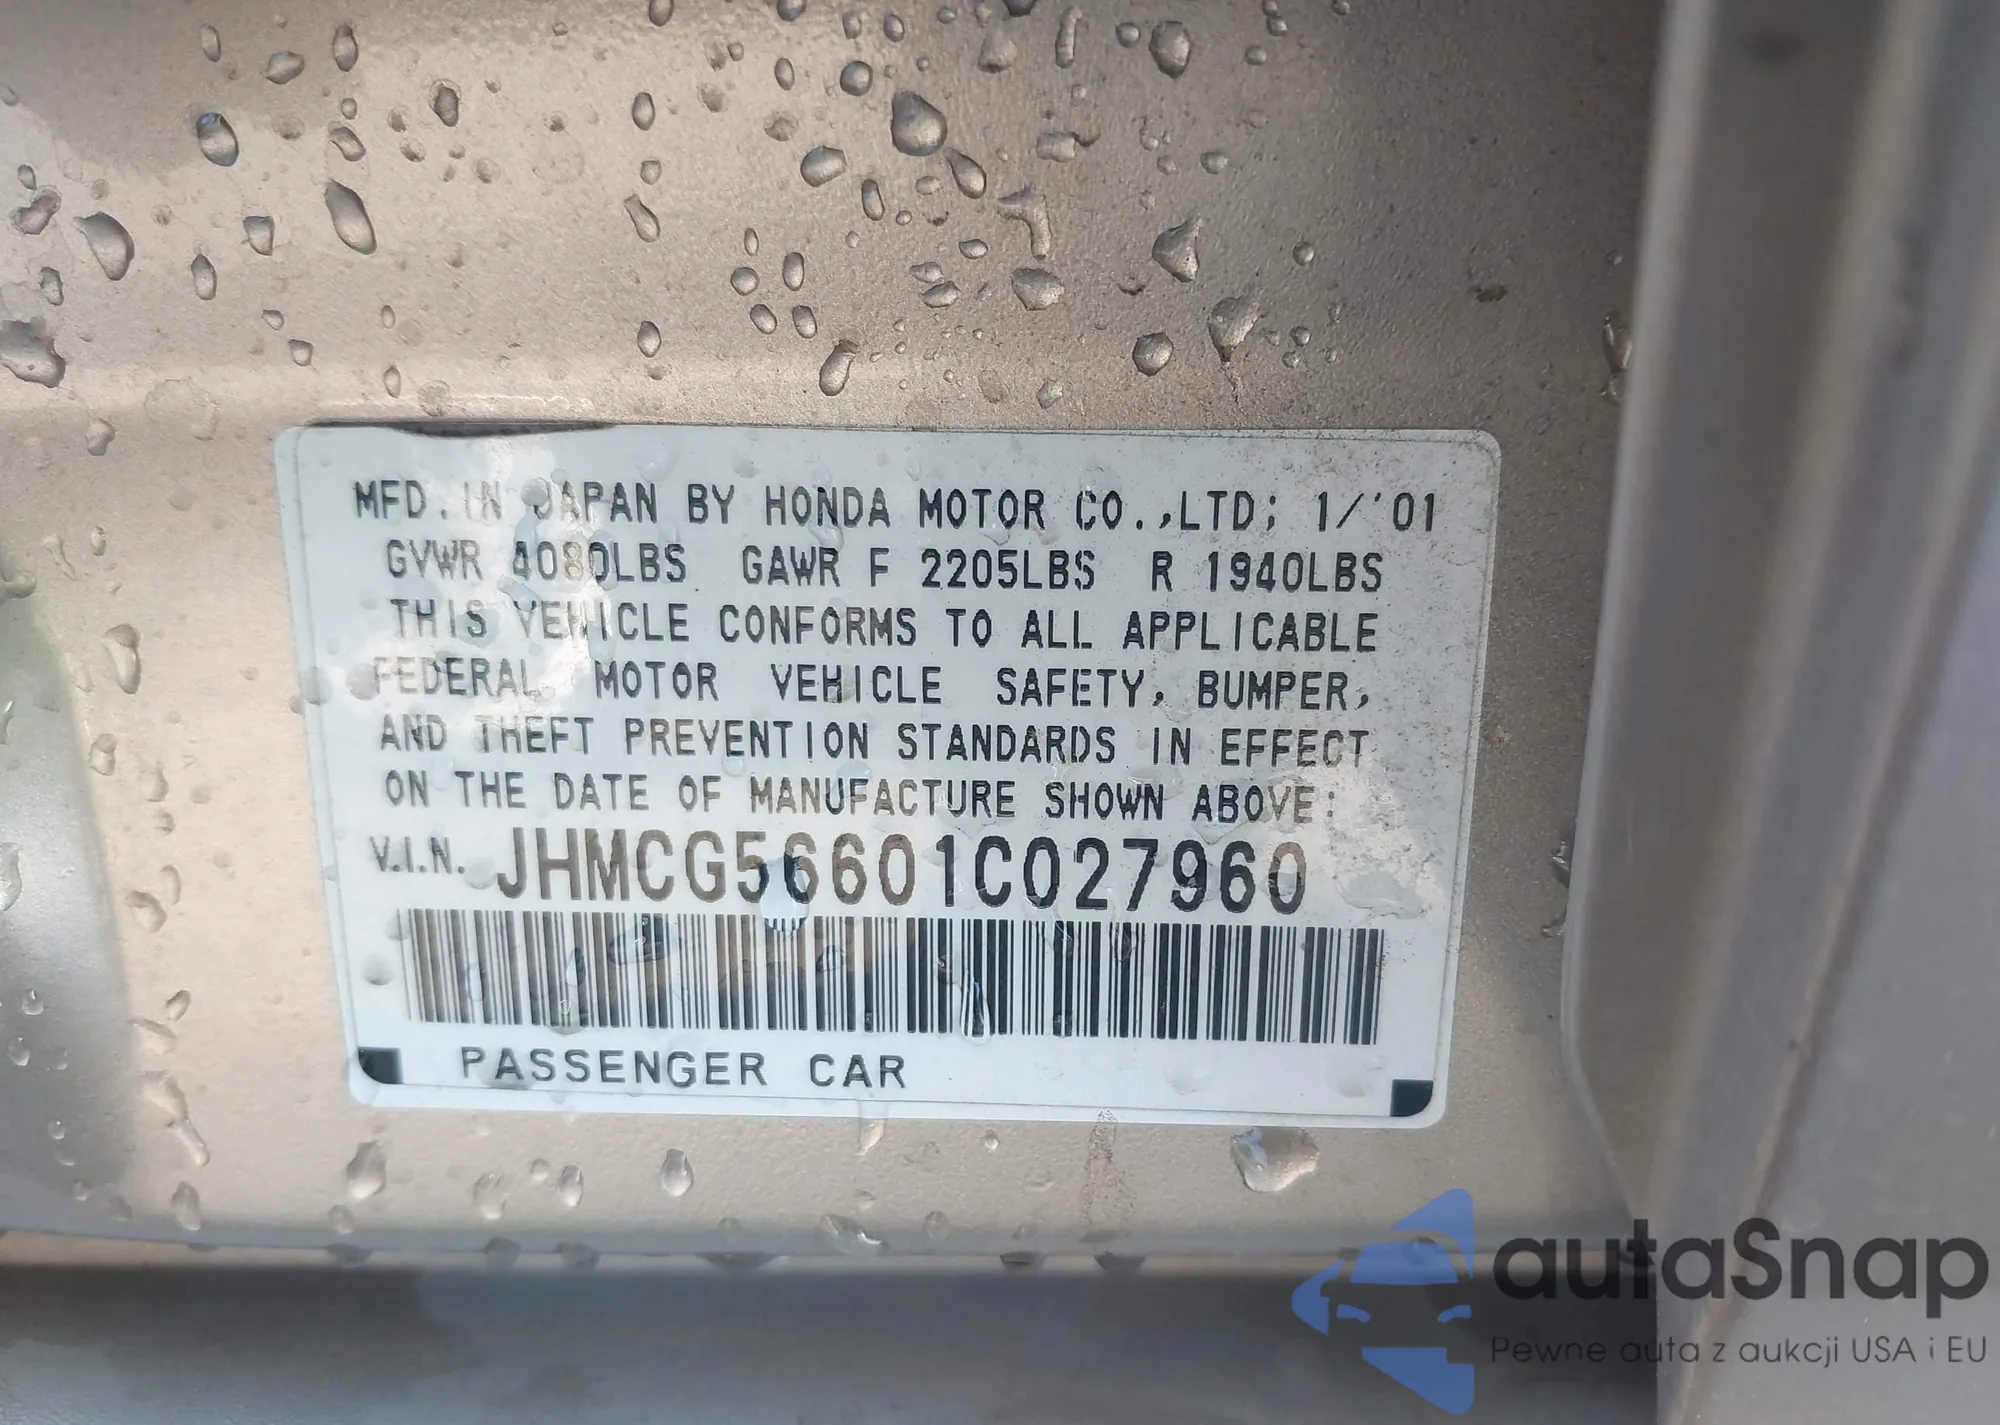 MFD. IN JAPAN BY HONDA MOTOR CO.,LTD; 1/'01
GVWR 4080LBS GAWR F 2205LBS R 1940LBS
THIS VEHICLE CONFORMS TO ALL APPLICABLE
FEDERAL MOTOR VEHICLE SAFETY, BUMPER,
AND THEFT PREVENTION STANDARDS IN EFFECT
ON THE DATE OF MANUFACTURE SHOWN ABOVE:
V.I.N. JHMCG56601C027960
PASSENGER CAR
autaSnap
Pewne auta z aukcji USA i EU